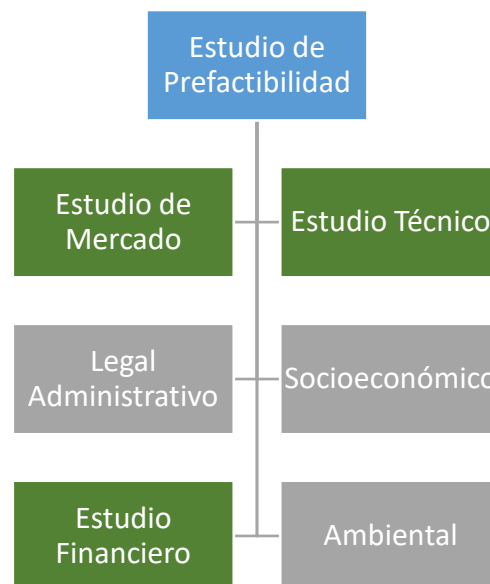 Estudio de
Prefactibilidad
Estudio de
Mercado
Estudio Técnico
Legal
Administrativo
Socioeconómico
Estudio
Financiero
Ambiental